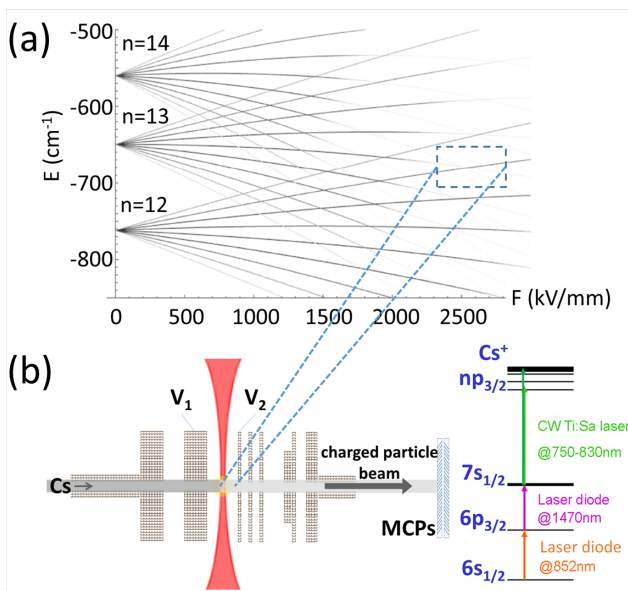 (a)
-500
n=14
-600
n=13
E (cm⁻¹)
-700
n=12
-800
0
500
1000
1500
2000
2500
F (kV/mm)
(b)
V₁
V₂
Cs
charged particle
beam
MCPs
Cs⁺
np₃/₂
CW Ti:Sa laser
@750-830nm
7s₁/₂
Laser diode
@1470nm
6p₃/₂
Laser diode
@852nm
6s₁/₂